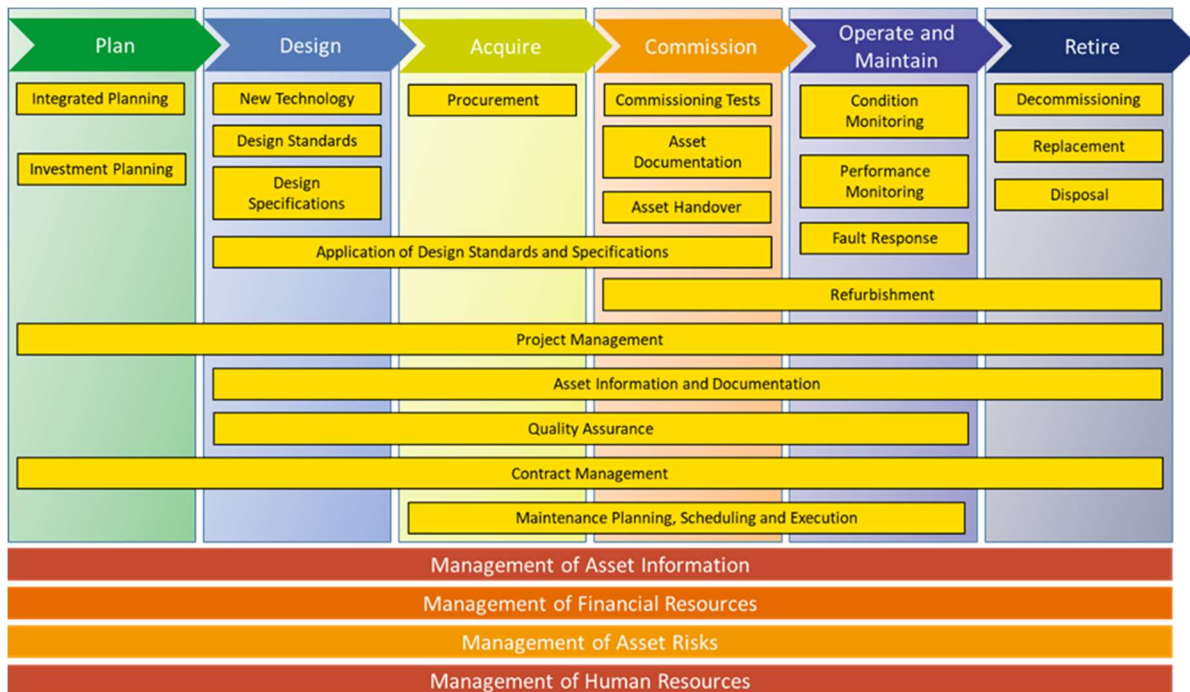 Plan
Design
Acquire
Commission
Operate and
Maintain
Retire
Integrated Planning
New Technology
Procurement
Commissioning Tests
Condition
Monitoring
Decommissioning
Design Standards
Asset
Documentation
Replacement
Investment Planning
Design
Specifications
Performance
Monitoring
Disposal
Asset Handover
Fault Response
Application of Design Standards and Specifications
Refurbishment
Project Management
Asset Information and Documentation
Quality Assurance
Contract Management
Maintenance Planning, Scheduling and Execution
Management of Asset Information
Management of Financial Resources
Management of Asset Risks
Management of Human Resources